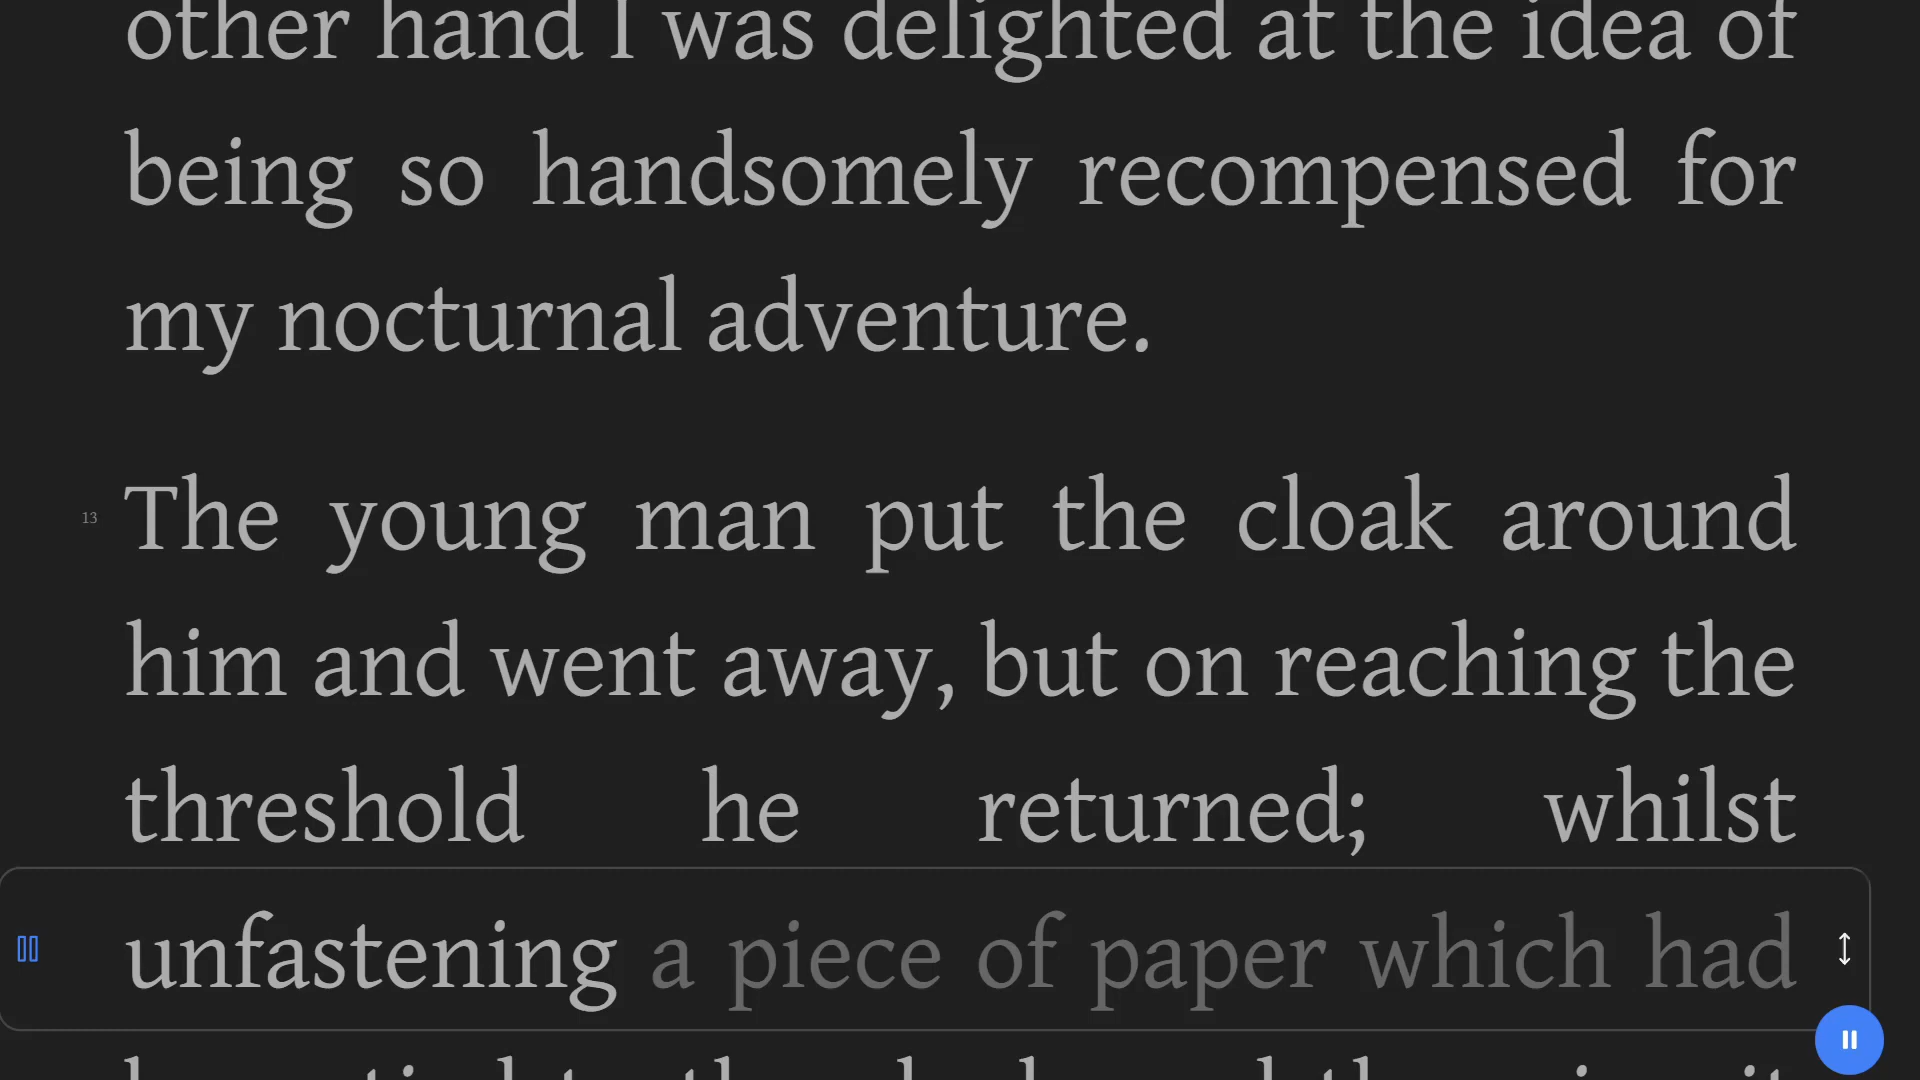 other hand I was delighted at the idea of
being so handsomely recompensed for
my nocturnal adventure.
13
The young man put the cloak around
him and went away, but on reaching the
threshold he returned; whilst
unfastening a piece of paper which had